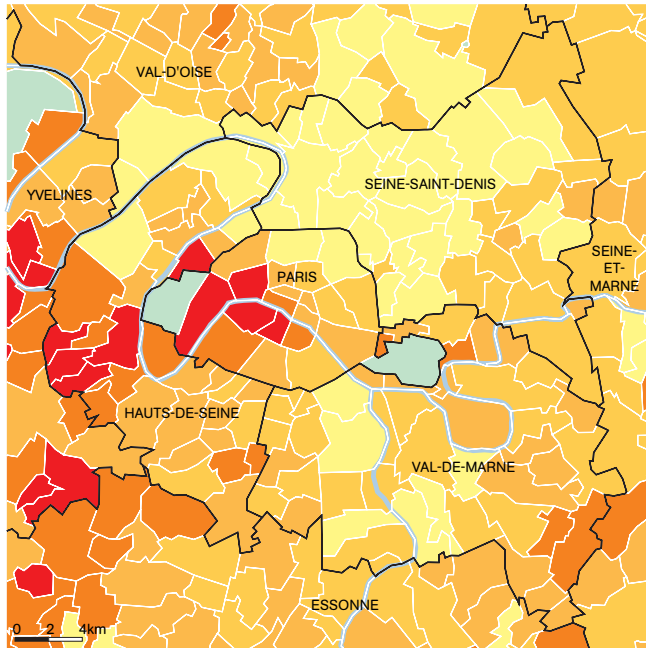 VAL-D'OISE
YVELINES
SEINE-SAINT-DENIS
SEINE-
ET-
MARNE
PARIS
HAUTS-DE-SEINE
VAL-DE-MARNE
ESSONNE
0 2 4km